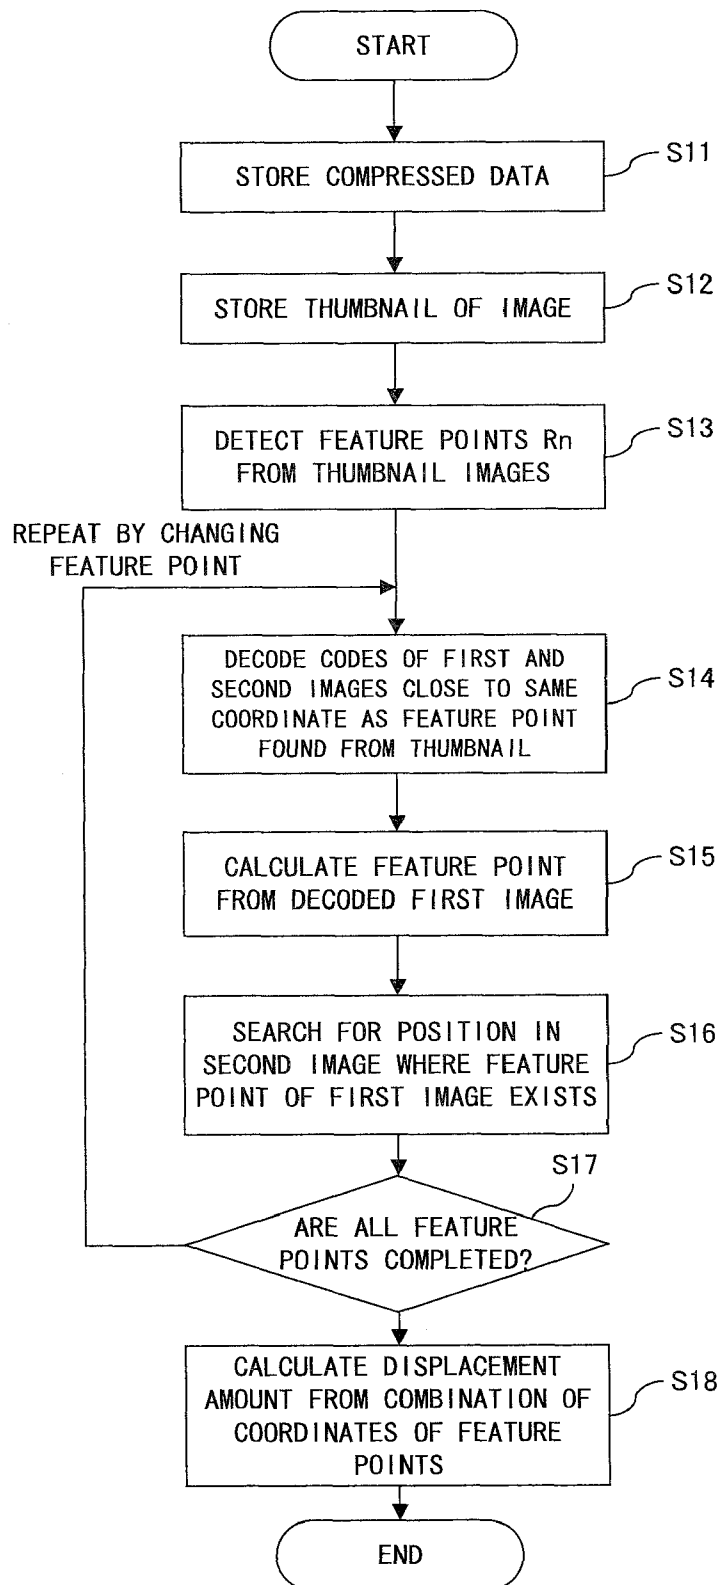 START
STORE COMPRESSED DATA
S11
STORE THUMBNAIL OF IMAGE
S12
DETECT FEATURE POINTS Rn
FROM THUMBNAIL IMAGES
S13
REPEAT BY CHANGING
FEATURE POINT
DECODE CODES OF FIRST AND
SECOND IMAGES CLOSE TO SAME
COORDINATE AS FEATURE POINT
FOUND FROM THUMBNAIL
S14
CALCULATE FEATURE POINT
FROM DECODED FIRST IMAGE
S15
SEARCH FOR POSITION IN
SECOND IMAGE WHERE FEATURE
POINT OF FIRST IMAGE EXISTS
S16
S17
ARE ALL FEATURE
POINTS COMPLETED?
CALCULATE DISPLACEMENT
AMOUNT FROM COMBINATION OF
COORDINATES OF FEATURE
POINTS
S18
END